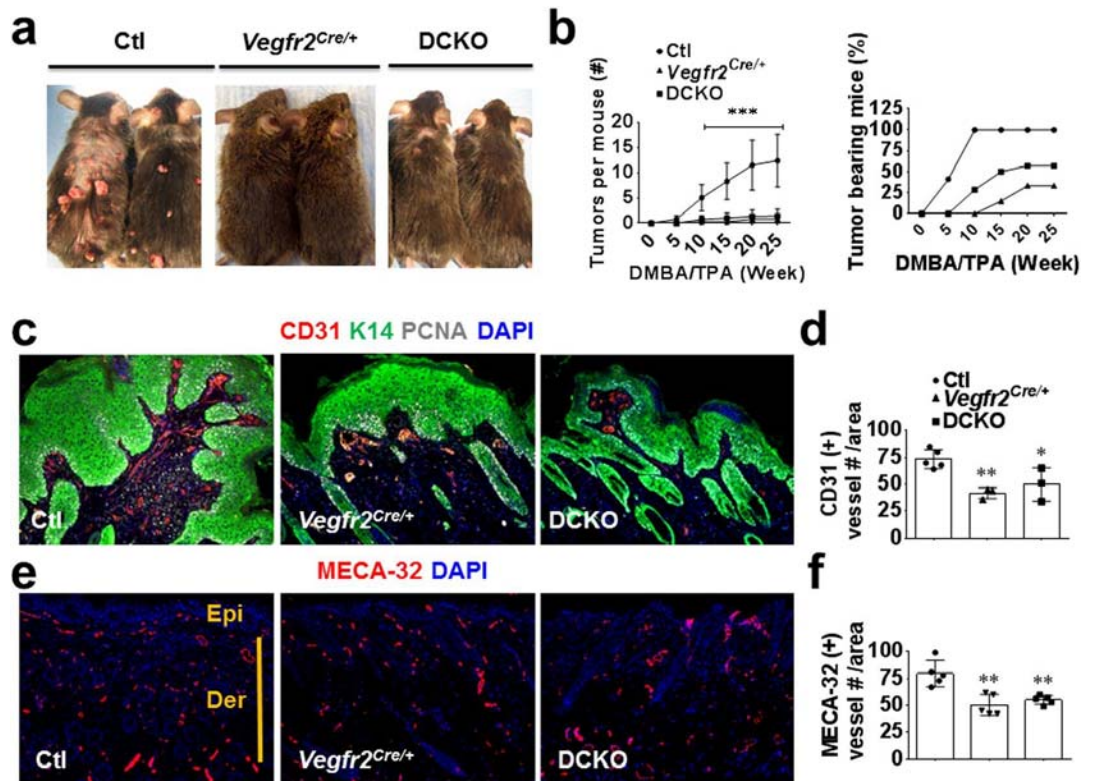 a
Ctl
Vegfr2Cre/+
DCKO
b
Ctl
Vegfr2Cre/+
DCKO
Tumors per mouse (#)
***
20
15
10
5
0
0
5
10
15
20
25
DMBA/TPA (Week)
Tumor bearing mice (%)
125
100
75
50
25
0
0
5
10
15
20
25
DMBA/TPA (Week)
c
CD31 K14 PCNA DAPI
Ctl
Vegfr2Cre/+
DCKO
d
Ctl
Vegfr2Cre/+
DCKO
CD31 (+)
vessel # /area
100
75
50
25
0
**
*
e
MECA-32 DAPI
Epi
Der
Ctl
Vegfr2Cre/+
DCKO
f
MECA-32 (+)
vessel # /area
100
75
50
25
0
**
**